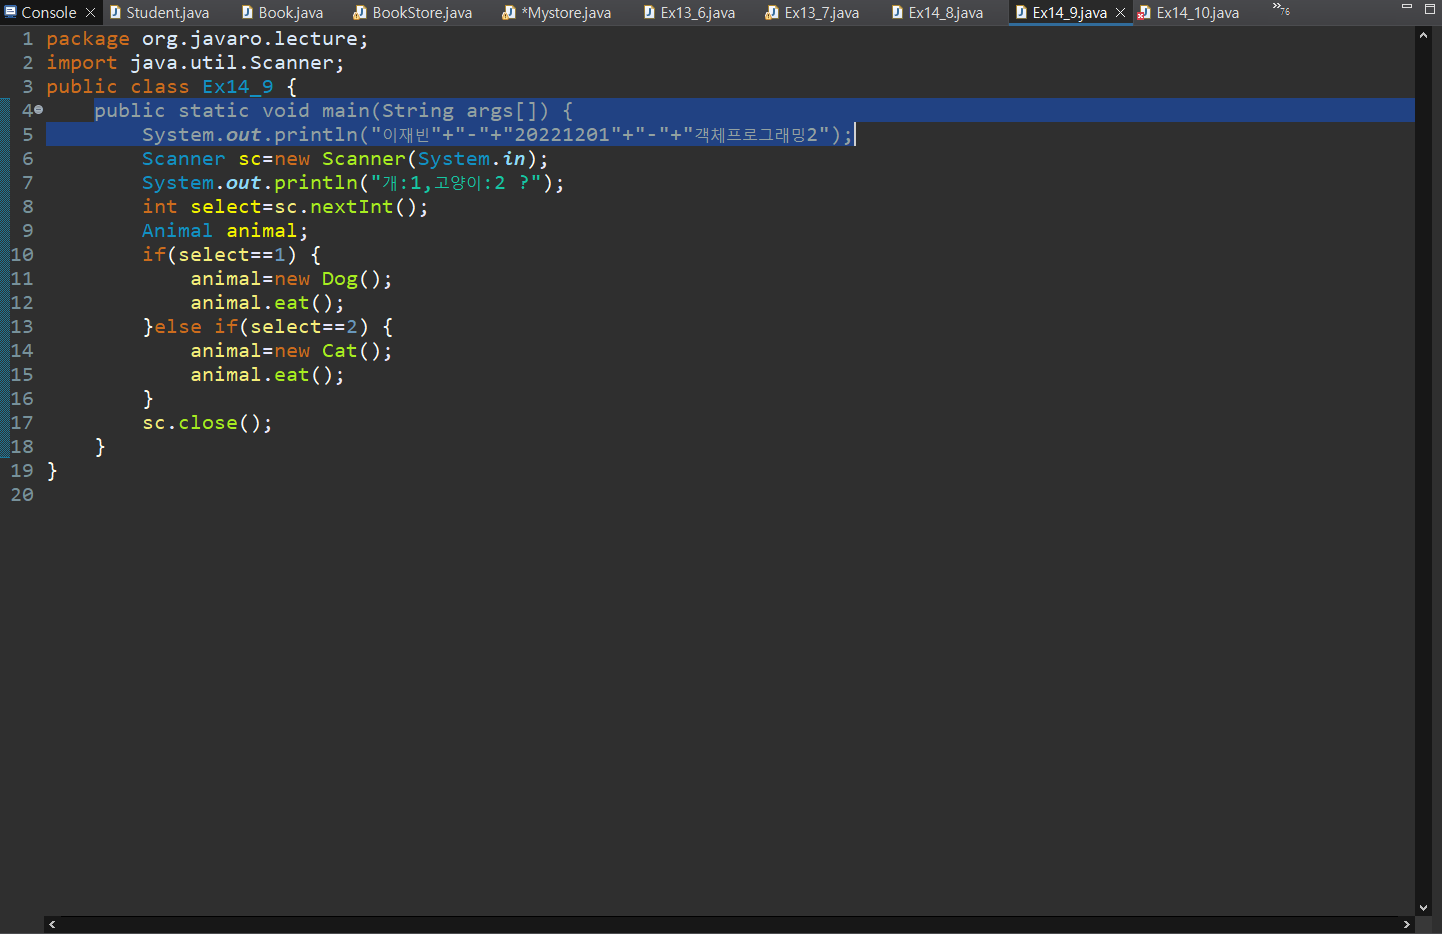 Console Student.java Book.java BookStore.java *Mystore.java Ex13_6.java Ex13_7.java Ex14_8.java Ex14_9.java Ex14_10.java »76
1 package org.javaro.lecture;
2 import java.util.Scanner;
3 public class Ex14_9 {
4 public static void main(String args[]) {
5 System.out.println("이재빈"+"-"+"20221201"+"-"+"객체프로그래밍2");
6 Scanner sc=new Scanner(System.in);
7 System.out.println("개:1,고양이:2 ?");
8 int select=sc.nextInt();
9 Animal animal;
10 if(select==1) {
11 animal=new Dog();
12 animal.eat();
13 }else if(select==2) {
14 animal=new Cat();
15 animal.eat();
16 }
17 sc.close();
18 }
19 }
20